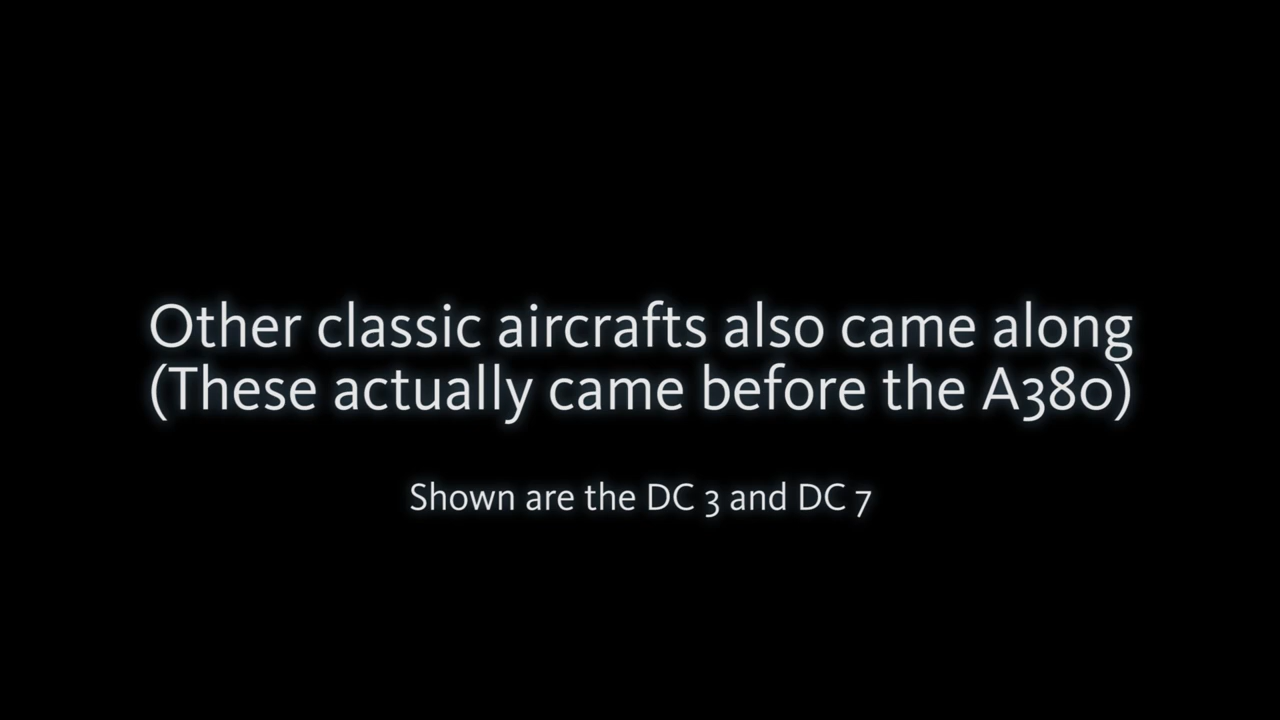 Other classic aircrafts also came along
(These actually came before the A380)
Shown are the DC 3 and DC 7